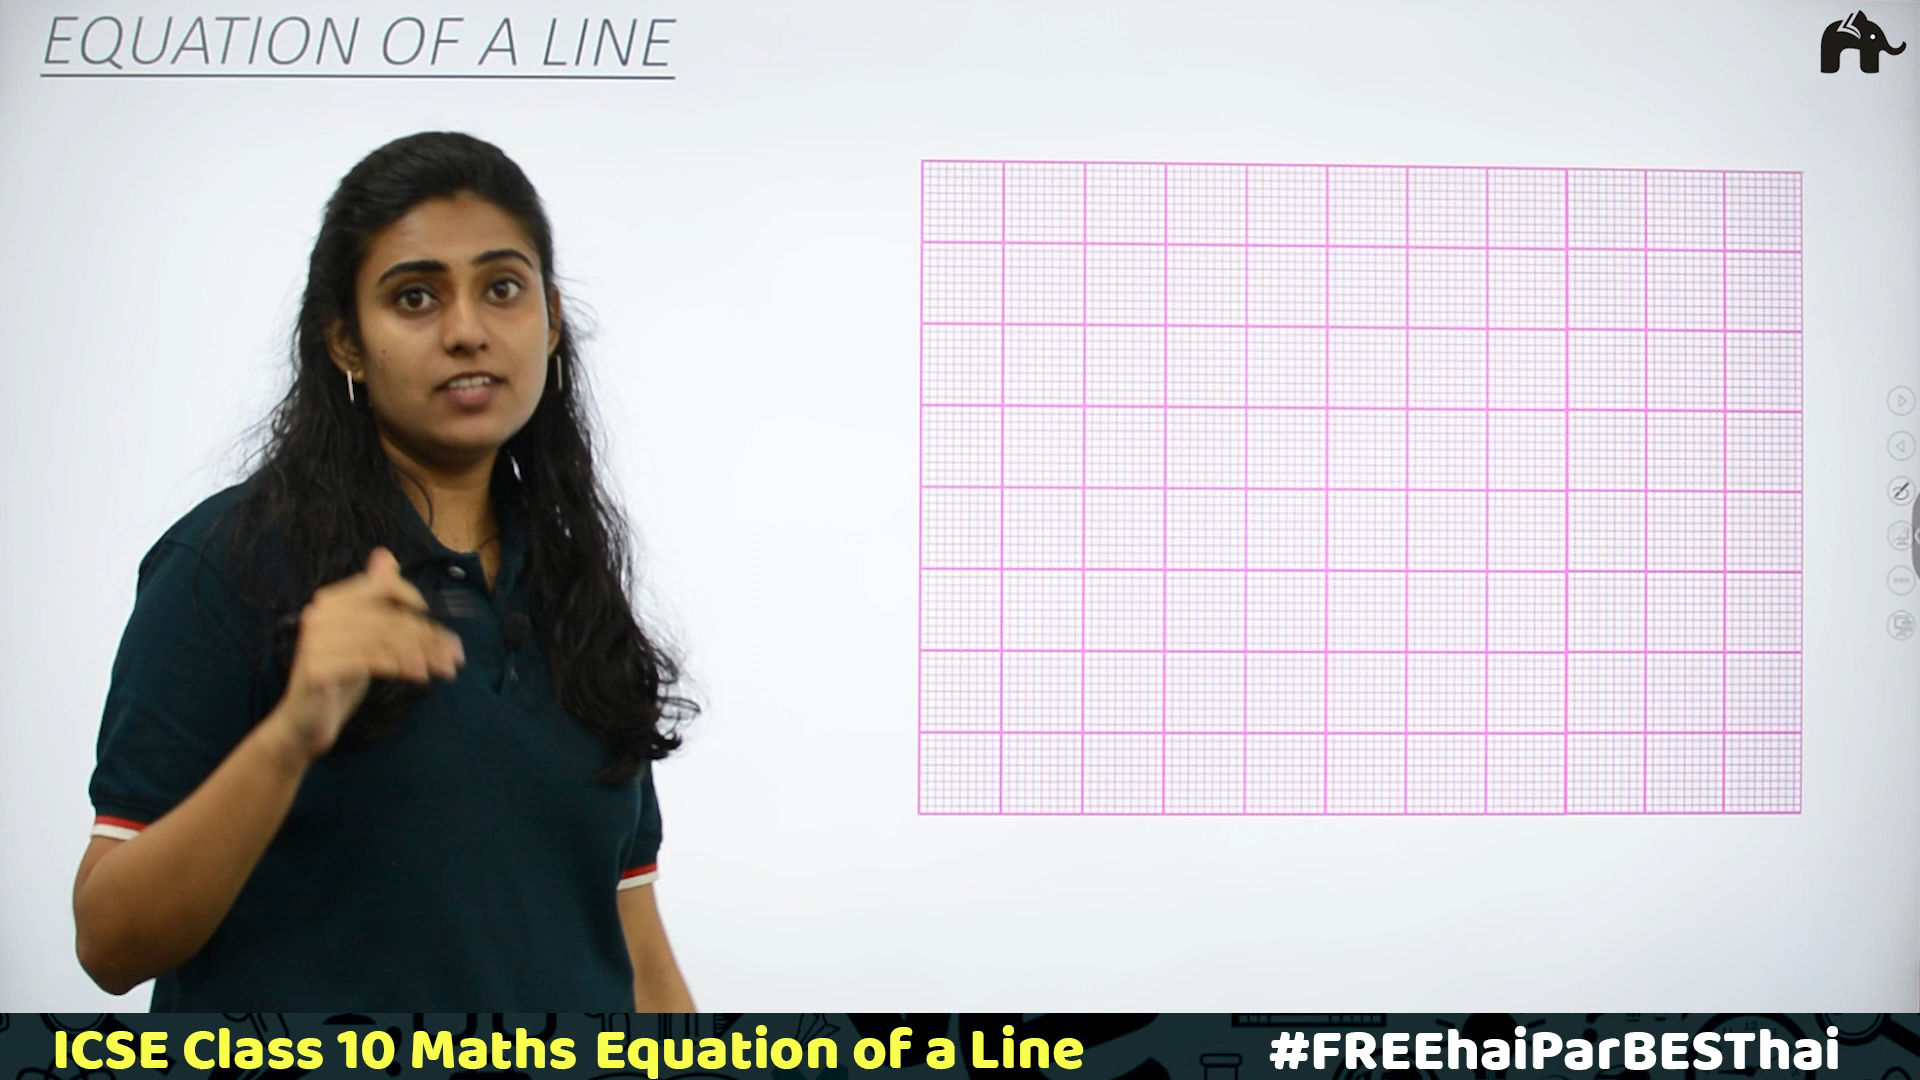 EQUATION OF A LINE
ICSE Class 10 Maths Equation of a Line
#FREEhaiParBESThai